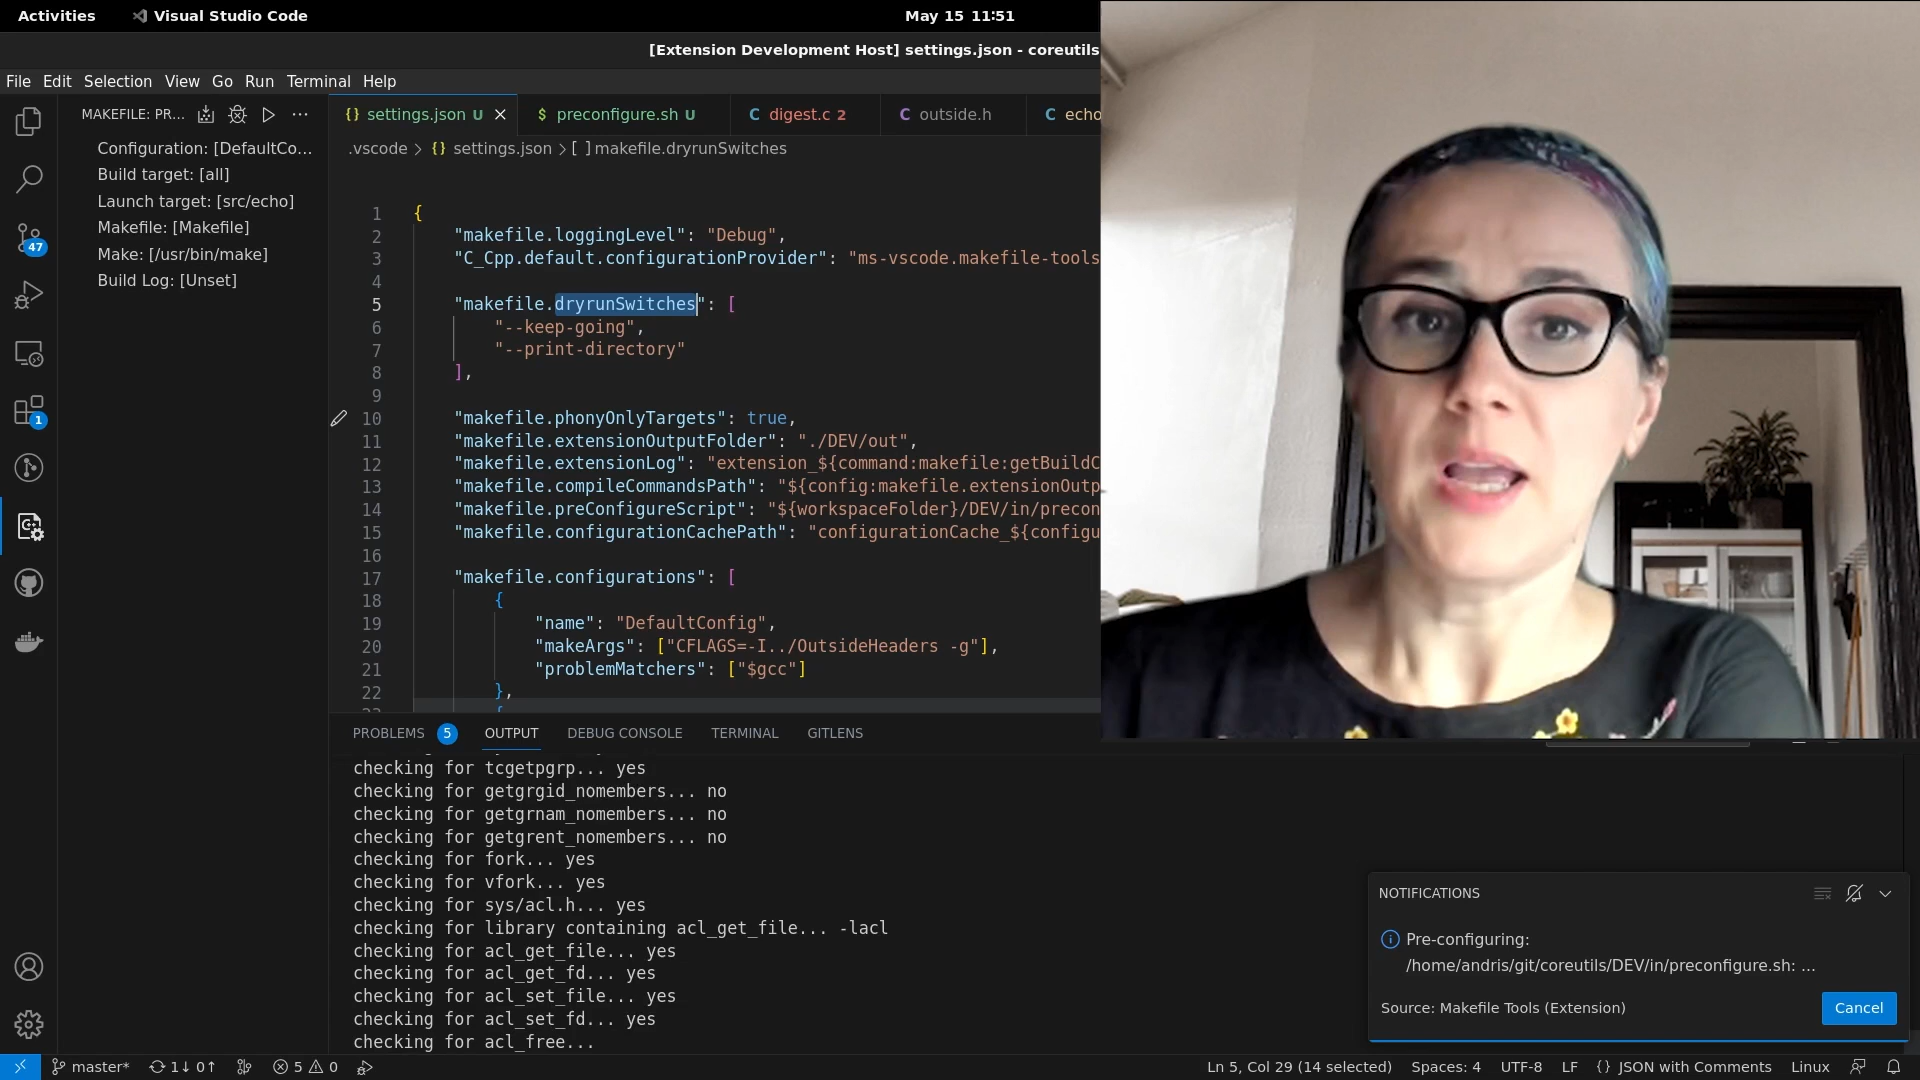 Activities
Visual Studio Code
May 15 11:51
[Extension Development Host] settings.json - coreutils
File Edit Selection View Go Run Terminal Help
MAKEFILE: PR...
settings.json U
preconfigure.sh U
digest.c 2
outside.h
echo
Configuration: [DefaultCo...
Build target: [all]
Launch target: [src/echo]
Makefile: [Makefile]
Make: [/usr/bin/make]
Build Log: [Unset]
47
1
.vscode > {} settings.json > [ ] makefile.dryrunSwitches
1 {
2 "makefile.loggingLevel": "Debug",
3 "C_Cpp.default.configurationProvider": "ms-vscode.makefile-tools
4
5 "makefile.dryrunSwitches": [
6 "--keep-going",
7 "--print-directory"
8 ],
9
10 "makefile.phonyOnlyTargets": true,
11 "makefile.extensionOutputFolder": "./DEV/out",
12 "makefile.extensionLog": "extension_${command:makefile:getBuildC
13 "makefile.compileCommandsPath": "${config:makefile.extensionOutp
14 "makefile.preConfigureScript": "${workspaceFolder}/DEV/in/precon
15 "makefile.configurationCachePath": "configurationCache_${configu
16
17 "makefile.configurations": [
18 {
19 "name": "DefaultConfig",
20 "makeArgs": ["CFLAGS=-I../OutsideHeaders -g"],
21 "problemMatchers": ["$gcc"]
22 },
PROBLEMS 5 OUTPUT DEBUG CONSOLE TERMINAL GITLENS
checking for tcgetpgrp... yes
checking for getgrgid_nomembers... no
checking for getgrnam_nomembers... no
checking for getgrent_nomembers... no
checking for fork... yes
checking for vfork... yes
checking for sys/acl.h... yes
checking for library containing acl_get_file... -lacl
checking for acl_get_file... yes
checking for acl_get_fd... yes
checking for acl_set_file... yes
checking for acl_set_fd... yes
checking for acl_free...
NOTIFICATIONS
Pre-configuring:
/home/andris/git/coreutils/DEV/in/preconfigure.sh: ...
Source: Makefile Tools (Extension)
Cancel
master* 1↓ 0↑ 5 0
Ln 5, Col 29 (14 selected) Spaces: 4 UTF-8 LF {} JSON with Comments Linux